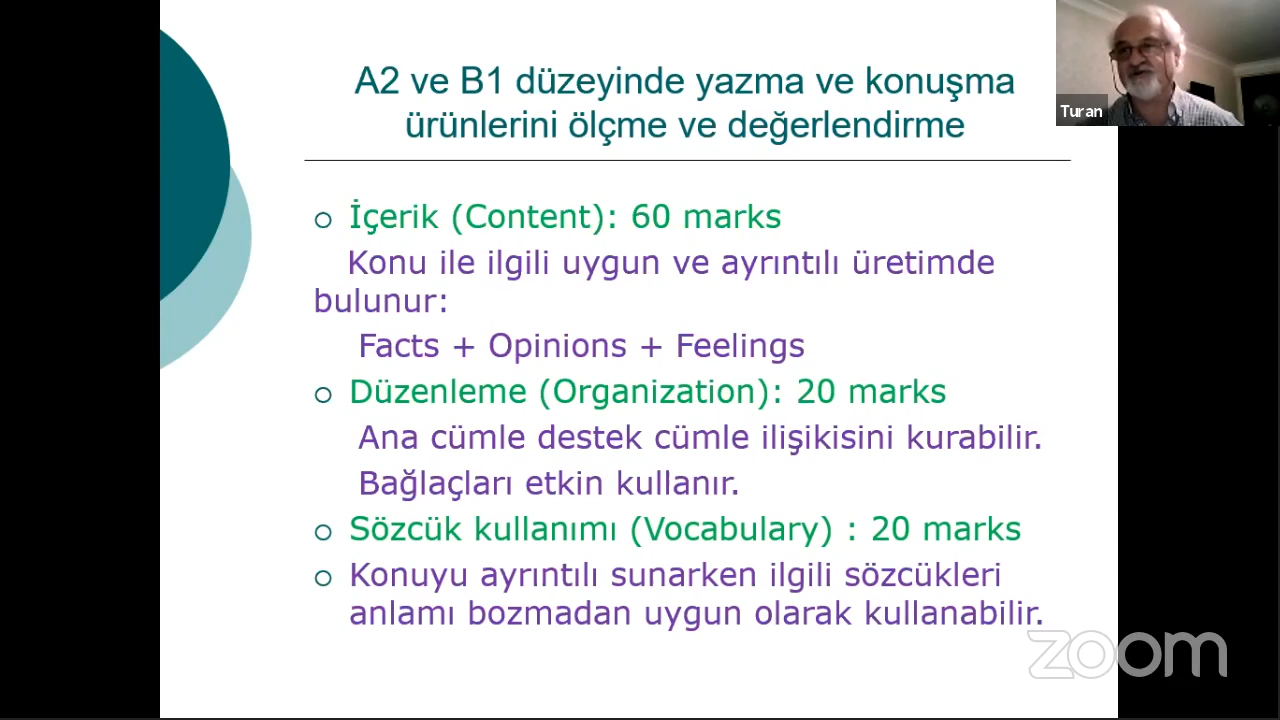 A2 ve B1 düzeyinde yazma ve konuşma
ürünlerini ölçme ve değerlendirme
İçerik (Content): 60 marks
Konu ile ilgili uygun ve ayrıntılı üretimde
bulunur:
Facts + Opinions + Feelings
Düzenleme (Organization): 20 marks
Ana cümle destek cümle ilişikisini kurabilir.
Bağlaçları etkin kullanır.
Sözcük kullanımı (Vocabulary) : 20 marks
Konuyu ayrıntılı sunarken ilgili sözcükleri
anlamı bozmadan uygun olarak kullanabilir.
Turan
zoom